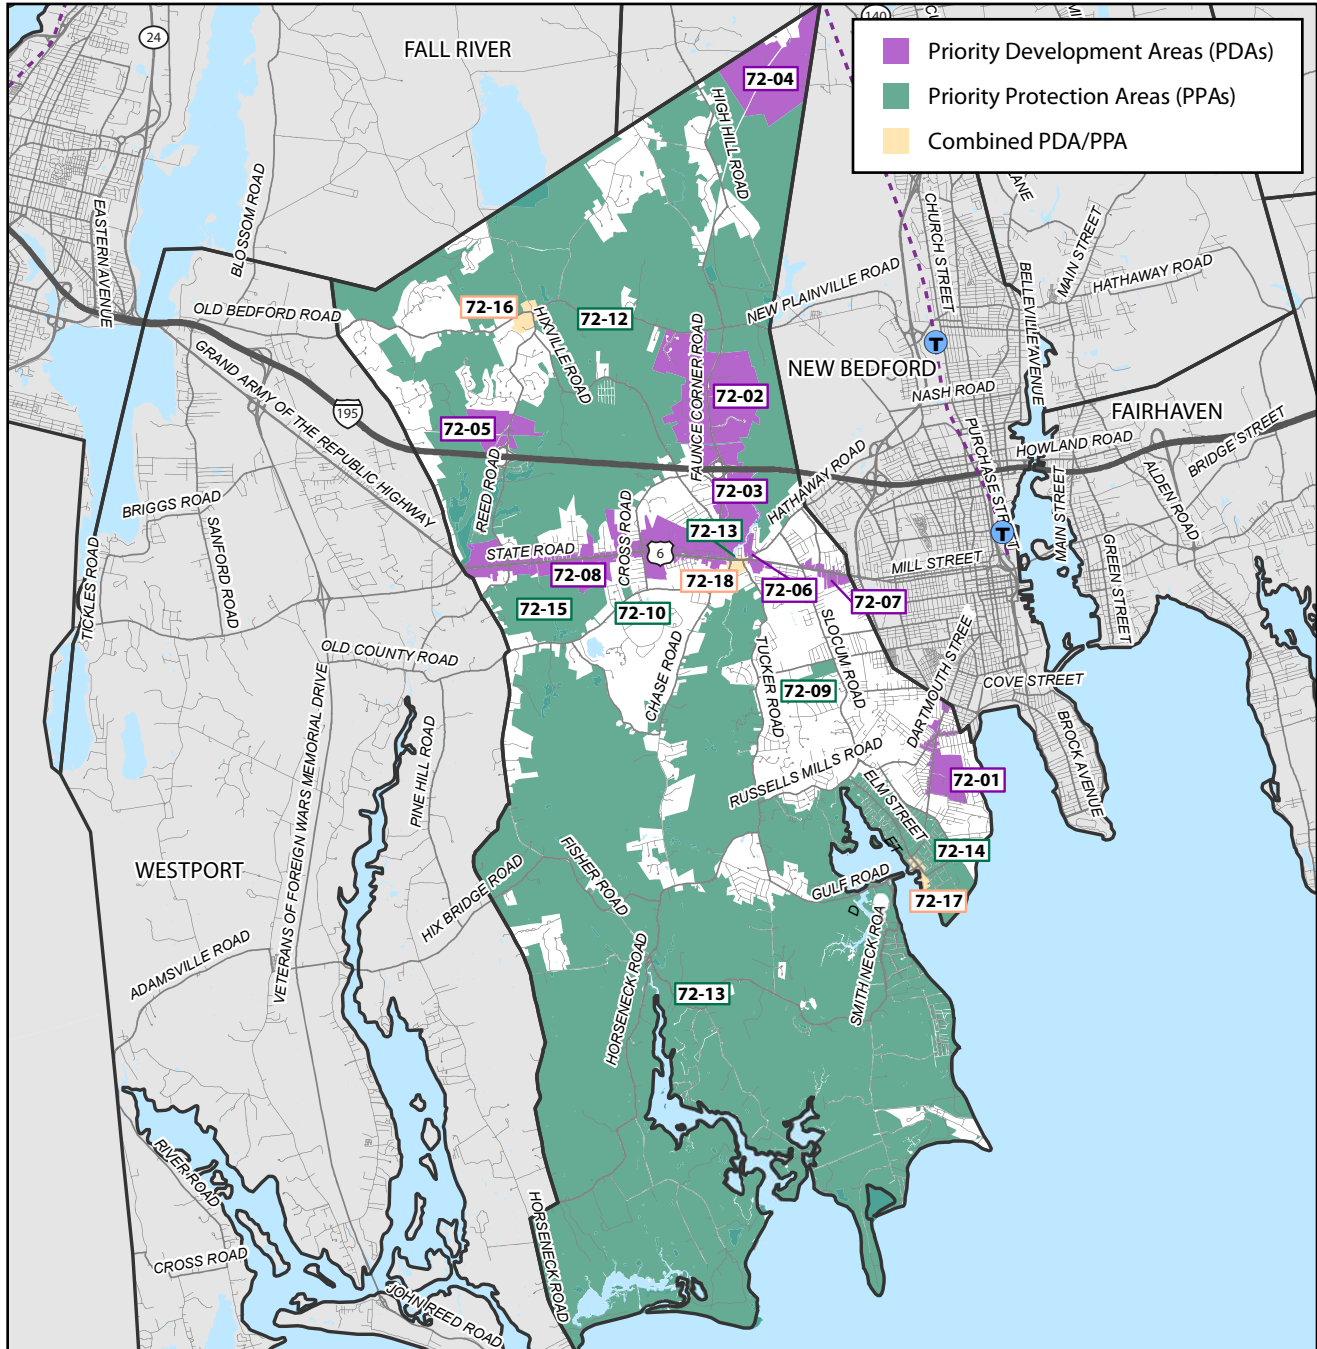 Priority Development Areas (PDAs)
Priority Protection Areas (PPAs)
Combined PDA/PPA
24
140
FALL RIVER
72-04
HIGH HILL ROAD
BLOSSOM ROAD
EASTERN AVENUE
CHURCH STREET
MAIN STREET
HATHAWAY ROAD
BELLEVILLE AVENUE
NEW PLAINVILLE ROAD
OLD BEDFORD ROAD
72-16
72-12
HIXVILLE ROAD
FAUNCE CORNER ROAD
T
NEW BEDFORD
GRAND ARMY OF THE REPUBLIC HIGHWAY
195
72-02
NASH ROAD
FAIRHAVEN
72-05
PURCHASE STREET
HOWLAND ROAD
BRIDGE STREET
REED ROAD
72-03
HATHAWAY ROAD
ALDEN ROAD
BRIGGS ROAD
SANFORD ROAD
CROSS ROAD
72-13
T
MAIN STREET
STATE ROAD
6
MILL STREET
GREEN STREET
TICKLES ROAD
72-08
72-18
72-06
72-07
72-15
72-10
SLOCUM ROAD
OLD COUNTY ROAD
CHASE ROAD
TUCKER ROAD
72-09
DARTMOUTH STREE
COVE STREET
BROCK AVENUE
VETERANS OF FOREIGN WARS MEMORIAL DRIVE
PINE HILL ROAD
RUSSELLS MILLS ROAD
72-01
ELM STREET
WESTPORT
FISHER ROAD
ET
72-14
HIX BRIDGE ROAD
GULF ROAD
72-17
D
SMITH NECK ROA
ADAMSVILLE ROAD
HORSENECK ROAD
72-13
RIVER ROAD
HORSENECK ROAD
CROSS ROAD
JOHN REED ROAD